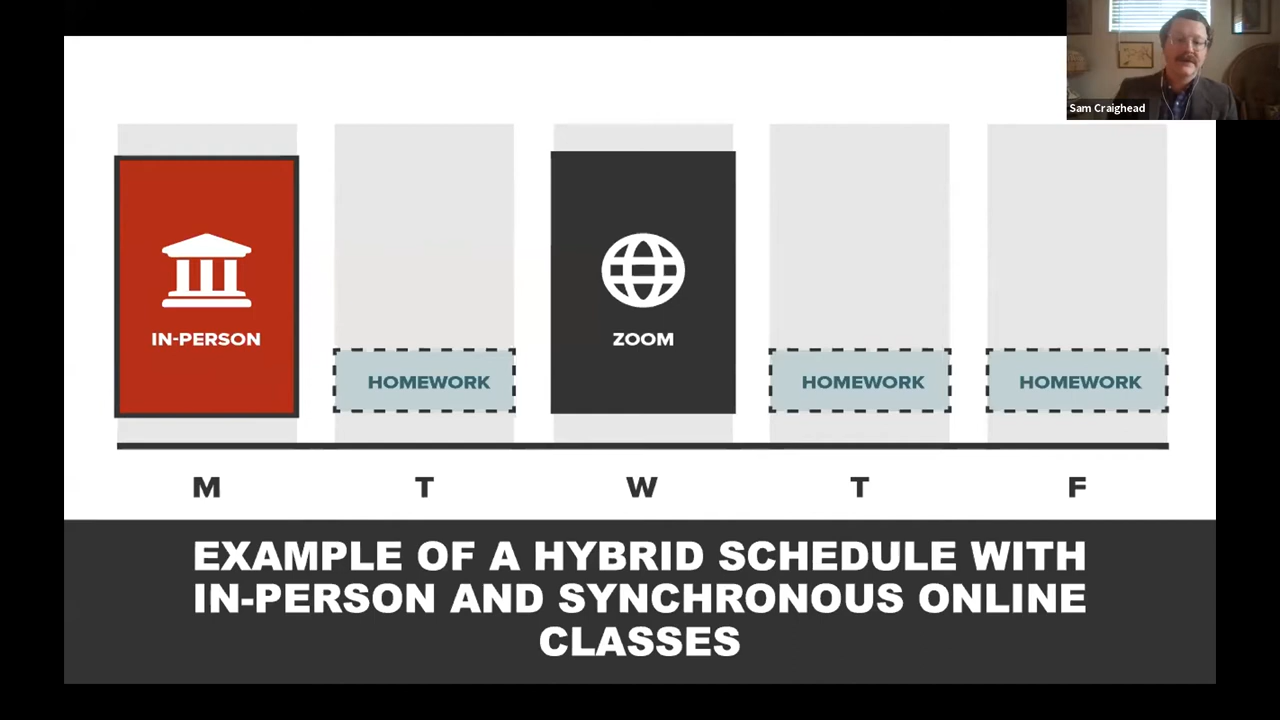 Sam Craighead
IN-PERSON
ZOOM
HOMEWORK
HOMEWORK
HOMEWORK
M
T
W
T
F
EXAMPLE OF A HYBRID SCHEDULE WITH
IN-PERSON AND SYNCHRONOUS ONLINE
CLASSES